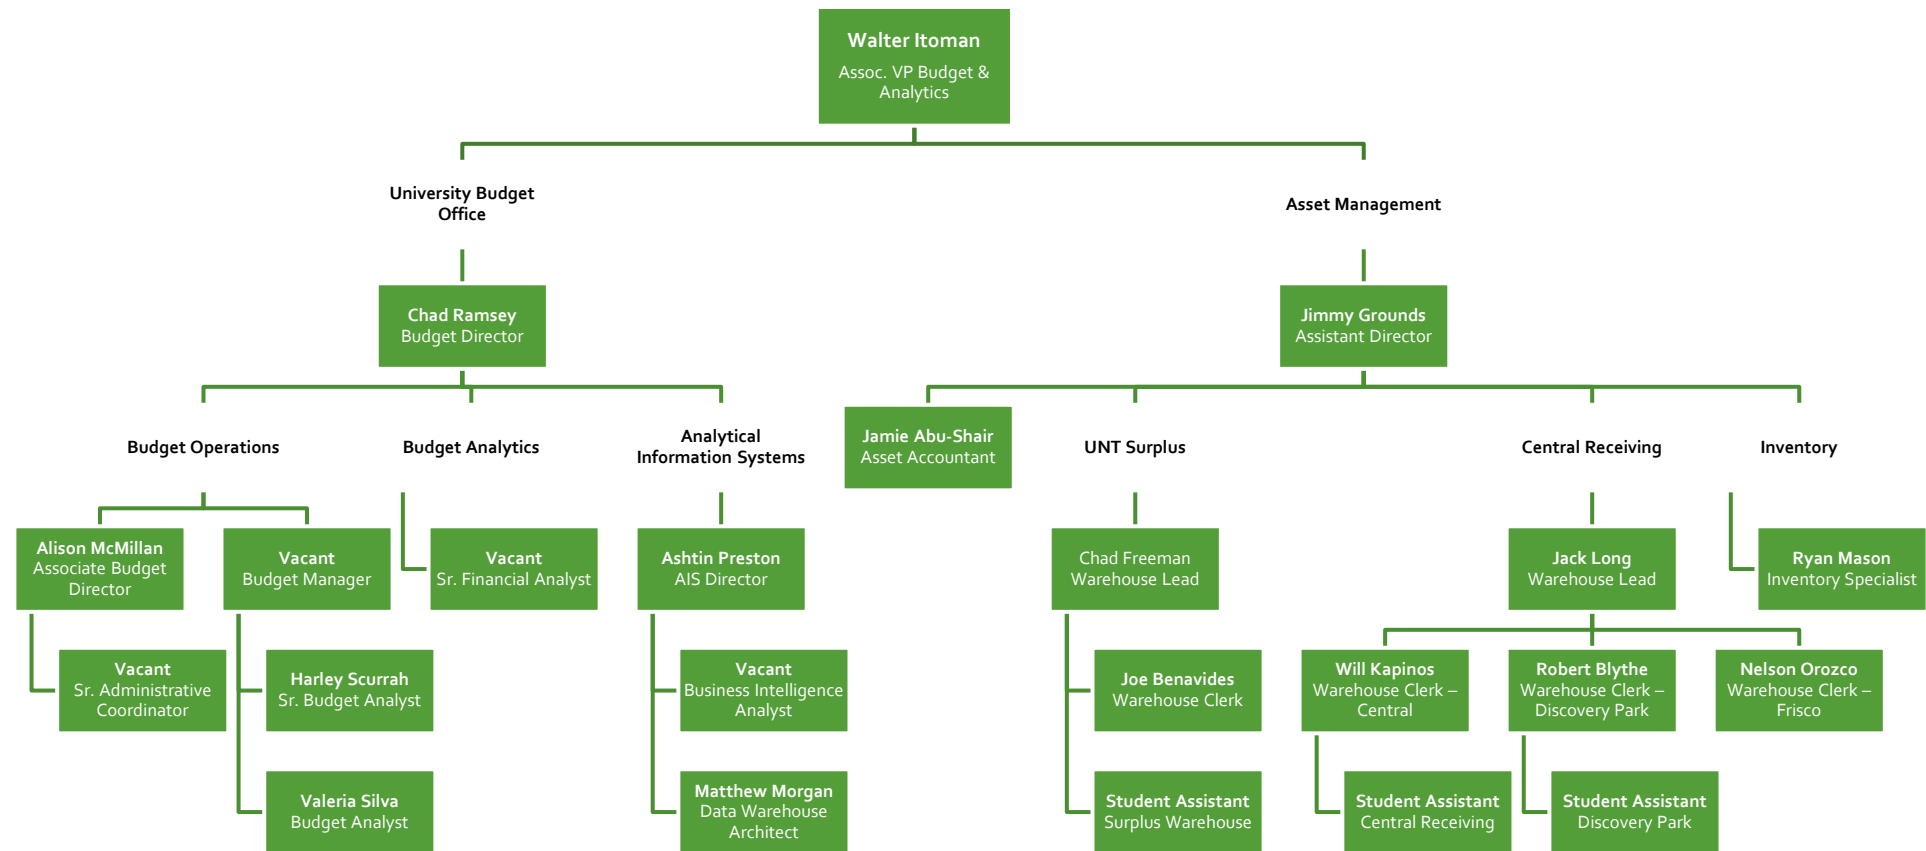 Walter Itoman
Assoc. VP Budget &
Analytics
University Budget
Office
Asset Management
Chad Ramsey
Budget Director
Jimmy Grounds
Assistant Director
Budget Operations
Budget Analytics
Analytical
Information Systems
Jamie Abu-Shair
Asset Accountant
UNT Surplus
Central Receiving
Inventory
Alison McMillan
Associate Budget
Director
Vacant
Budget Manager
Vacant
Sr. Financial Analyst
Ashtin Preston
AIS Director
Chad Freeman
Warehouse Lead
Jack Long
Warehouse Lead
Ryan Mason
Inventory Specialist
Vacant
Sr. Administrative
Coordinator
Harley Scurrah
Sr. Budget Analyst
Vacant
Business Intelligence
Analyst
Joe Benavides
Warehouse Clerk
Will Kapinos
Warehouse Clerk –
Central
Robert Blythe
Warehouse Clerk –
Discovery Park
Nelson Orozco
Warehouse Clerk –
Frisco
Valeria Silva
Budget Analyst
Matthew Morgan
Data Warehouse
Architect
Student Assistant
Surplus Warehouse
Student Assistant
Central Receiving
Student Assistant
Discovery Park